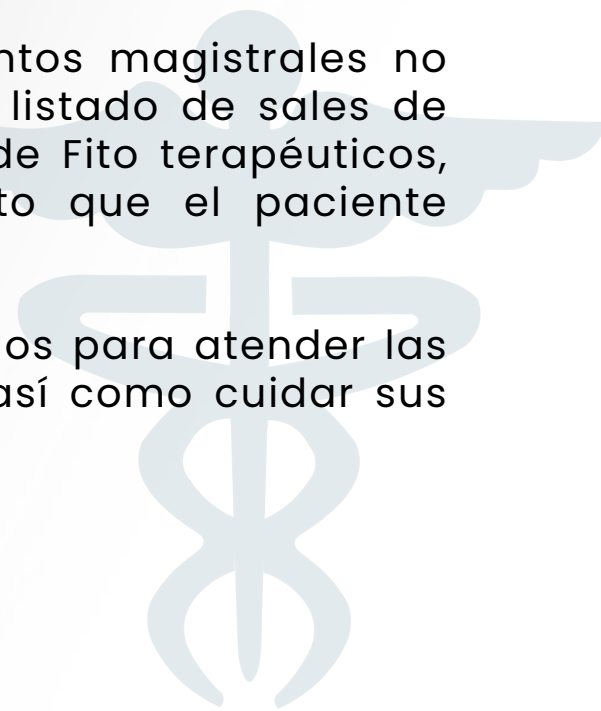 ntos magistrales no
listado de sales de
de Fito terapéuticos,
to que el paciente
os para atender las
así como cuidar sus